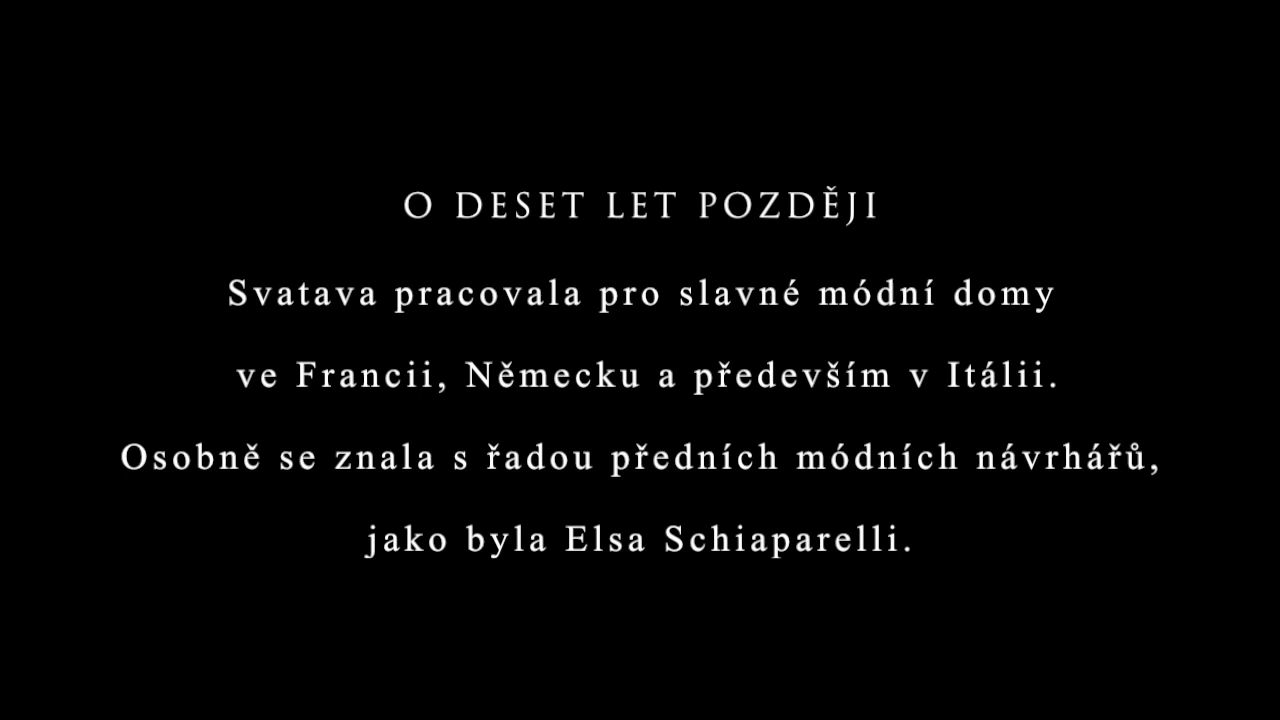 O DESET LET POZDĚJI
Svatava pracovala pro slavné módní domy
ve Francii, Německu a především v Itálii.
Osobně se znala s řadou předních módních návrhářů,
jako byla Elsa Schiaparelli.